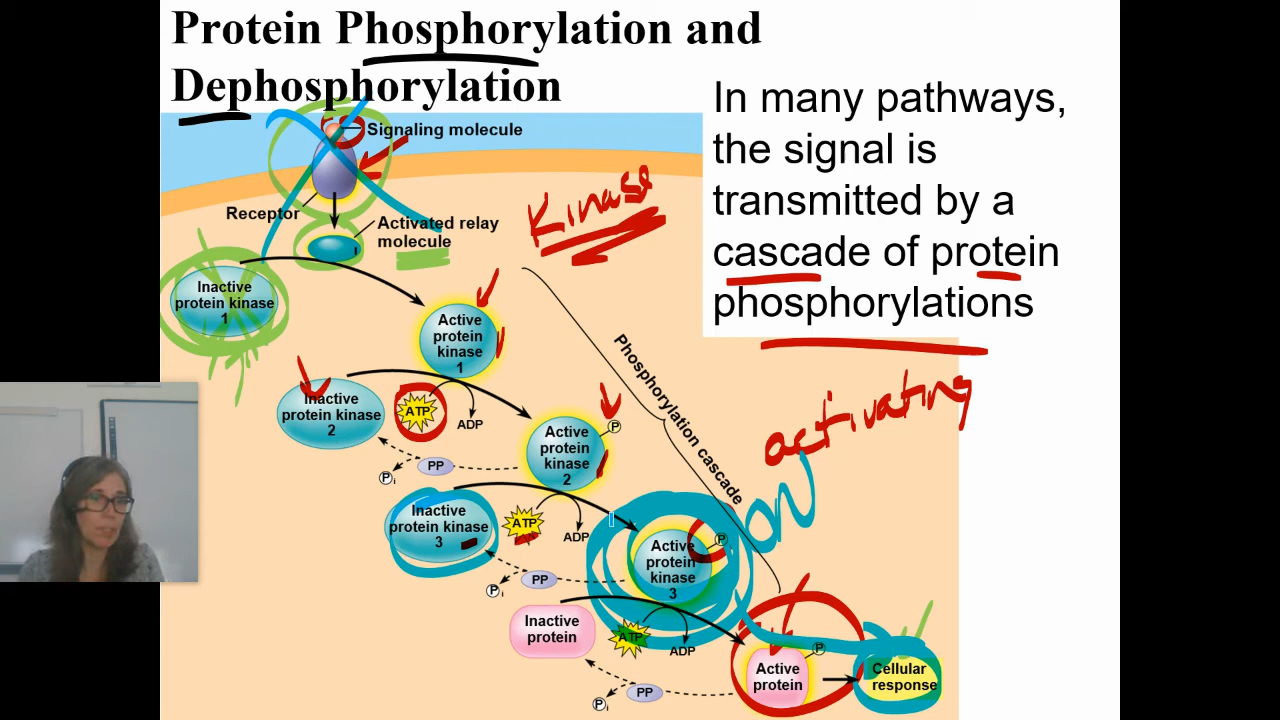 Protein Phosphorylation and
Dephosphorylation
In many pathways,
the signal is
transmitted by a
cascade of protein
phosphorylations
Signaling molecule
Receptor
Activated relay
molecule
Kinase
Inactive
protein kinase
1
Active
protein
kinase
1
Inactive
protein kinase
2
ATP
ADP
Active
protein
kinase
2
P
PP
Pi
Phosphorylation cascade
activating
ON
Inactive
protein kinase
3
ATP
ADP
Active
protein
kinase
3
P
PP
Pi
Inactive
protein
ATP
ADP
Active
protein
P
Cellular
response
PP
Pi